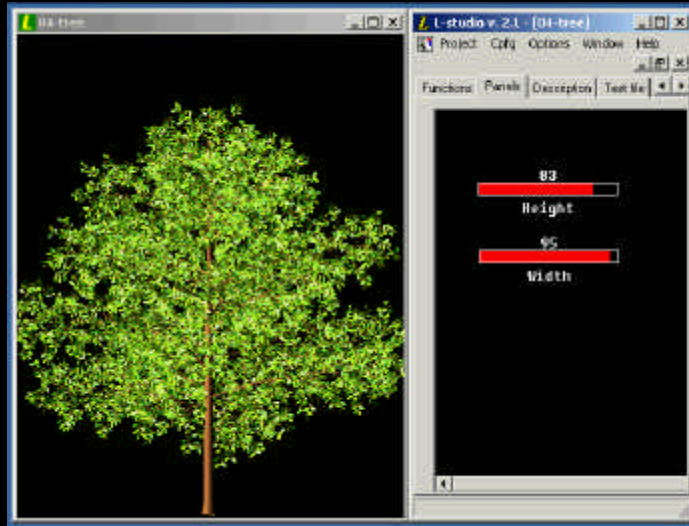 04-tree
L-studio v. 2.1 - [04-tree]
Project Cpfg Options Window Help
Functions Panels Description Text file
83
Height
95
Width